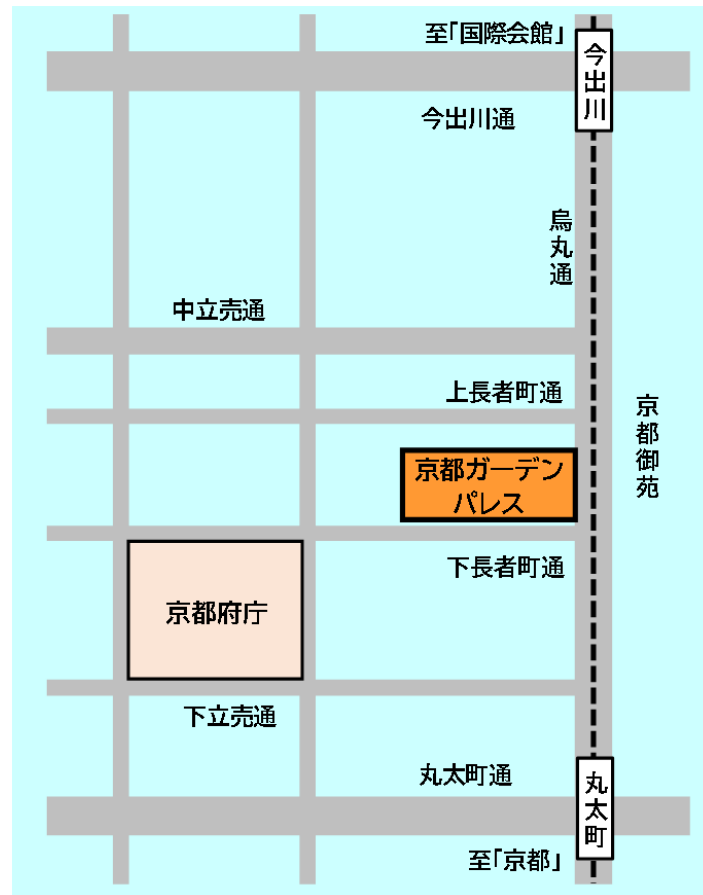 至「国際会館」
今出川
今出川通
烏丸通
中立売通
上長者町通
京都御苑
京都ガーデン
パレス
下長者町通
京都府庁
下立売通
丸太町通
丸太町
至「京都」